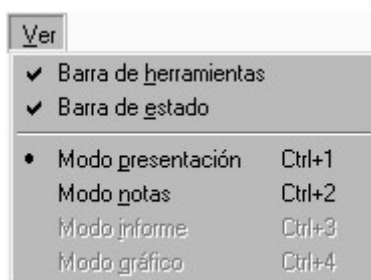 Ver
Barra de herramientas
Barra de estado
Modo presentación Ctrl+1
Modo notas Ctrl+2
Modo informe Ctrl+3
Modo gráfico Ctrl+4